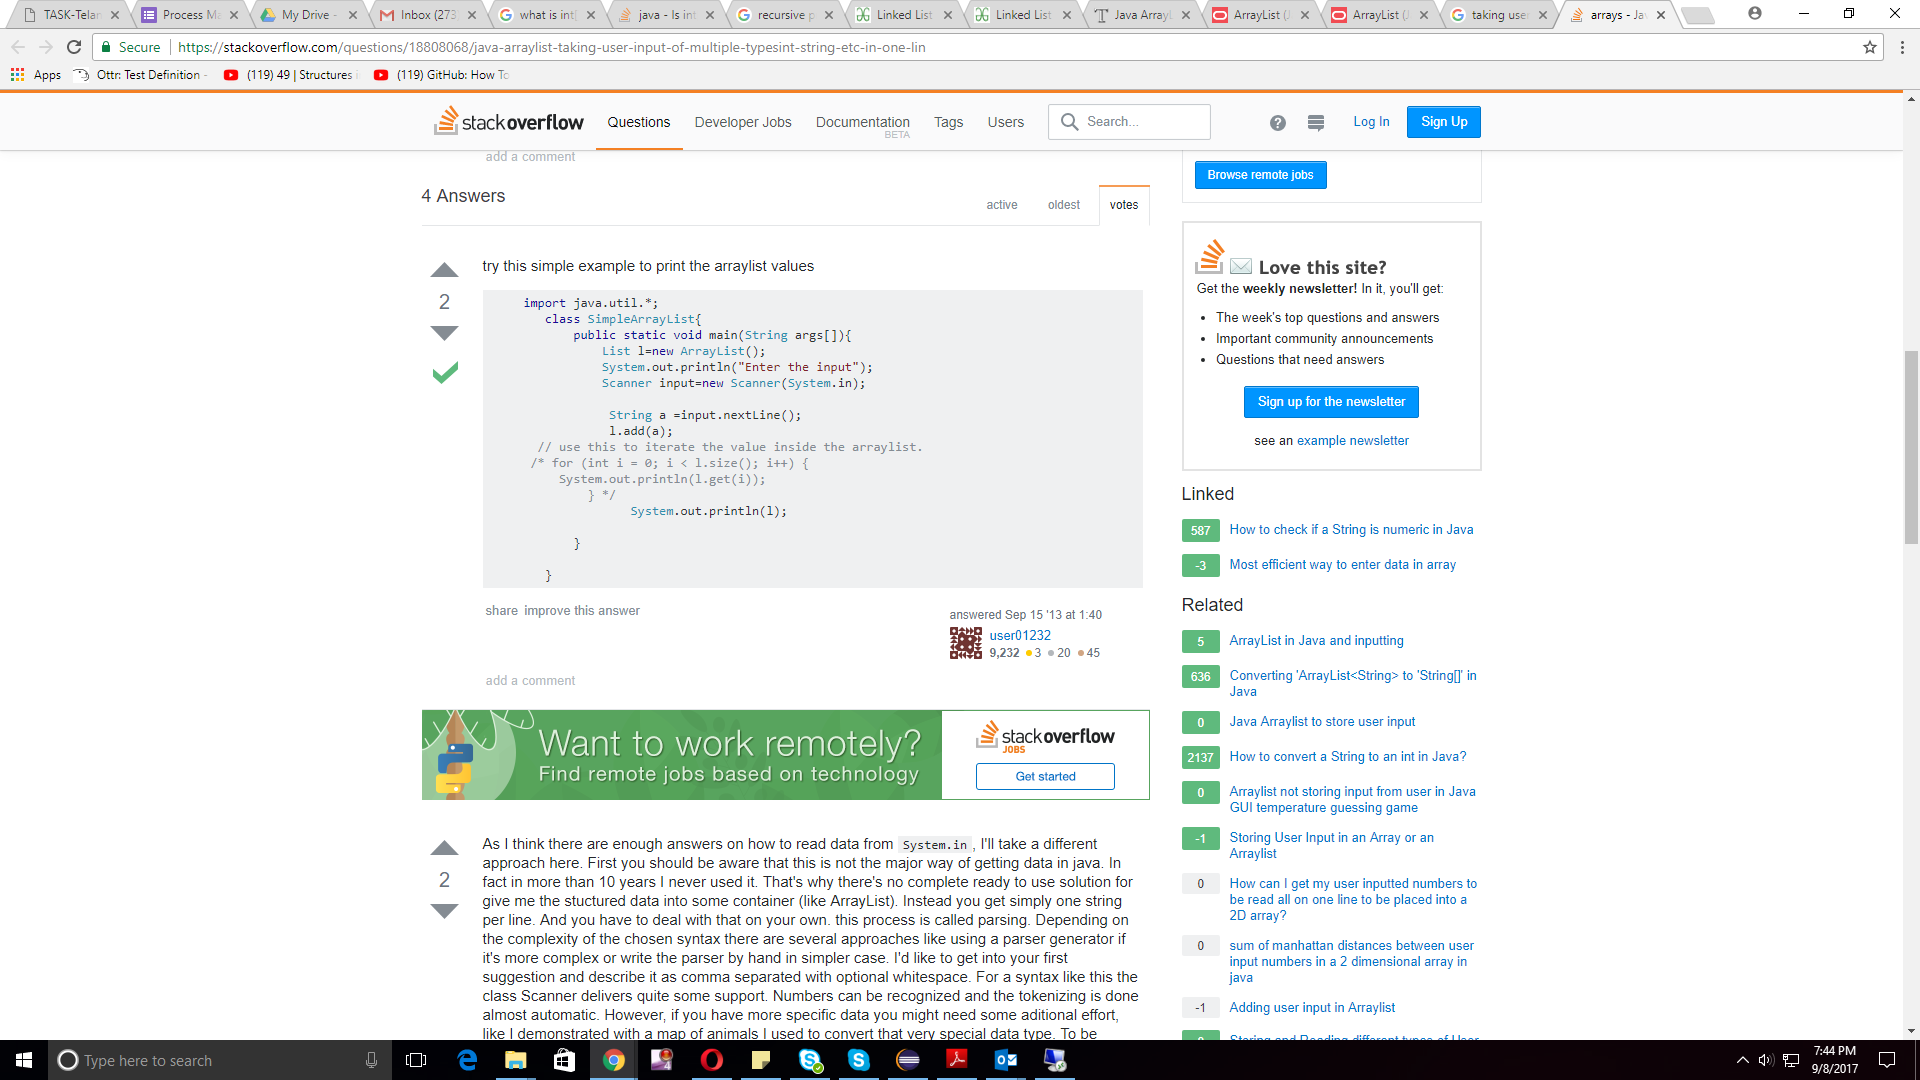 TASK-Telan
Process Ma
My Drive -
Inbox (273
what is int[
java - Is int
recursive p
Linked List
Linked List
Java Array
ArrayList (J
ArrayList (J
taking user
arrays - Jav
Secure
https://stackoverflow.com/questions/18808068/java-arraylist-taking-user-input-of-multiple-typesint-string-etc-in-one-lin
Apps
Ottr: Test Definition -
(119) 49 | Structures i
(119) GitHub: How To
stackoverflow
Questions
Developer Jobs
Documentation
BETA
Tags
Users
Search...
Log In
Sign Up
add a comment
4 Answers
active
oldest
votes
2
try this simple example to print the arraylist values
import java.util.*;
class SimpleArrayList{
public static void main(String args[]){
List l=new ArrayList();
System.out.println("Enter the input");
Scanner input=new Scanner(System.in);
String a =input.nextLine();
l.add(a);
// use this to iterate the value inside the arraylist.
/* for (int i = 0; i < l.size(); i++) {
System.out.println(l.get(i));
} */
System.out.println(l);
}
}
share improve this answer
answered Sep 15 '13 at 1:40
user01232
9,232 3 20 45
add a comment
Want to work remotely?
Find remote jobs based on technology
stackoverflow
JOBS
Get started
2
As I think there are enough answers on how to read data from System.in , I'll take a different
approach here. First you should be aware that this is not the major way of getting data in java. In
fact in more than 10 years I never used it. That's why there's no complete ready to use solution for
give me the stuctured data into some container (like ArrayList). Instead you get simply one string
per line. And you have to deal with that on your own. this process is called parsing. Depending on
the complexity of the chosen syntax there are several approaches like using a parser generator if
it's more complex or write the parser by hand in simpler case. I'd like to get into your first
suggestion and describe it as comma separated with optional whitespace. For a syntax like this the
class Scanner delivers quite some support. Numbers can be recognized and the tokenizing is done
almost automatic. However, if you have more specific data you might need some aditional effort,
like I demonstrated with a map of animals I used to convert that very special data type. To be
Browse remote jobs
Love this site?
Get the weekly newsletter! In it, you'll get:
The week's top questions and answers
Important community announcements
Questions that need answers
Sign up for the newsletter
see an example newsletter
Linked
587 How to check if a String is numeric in Java
-3 Most efficient way to enter data in array
Related
5 ArrayList in Java and inputting
636 Converting 'ArrayList<String> to 'String[]' in
Java
0 Java Arraylist to store user input
2137 How to convert a String to an int in Java?
0 Arraylist not storing input from user in Java
GUI temperature guessing game
-1 Storing User Input in an Array or an
Arraylist
0 How can I get my user inputted numbers to
be read all on one line to be placed into a
2D array?
0 sum of manhattan distances between user
input numbers in a 2 dimensional array in
java
-1 Adding user input in Arraylist
Storing and Reading different types of User
Type here to search
7:44 PM
9/8/2017